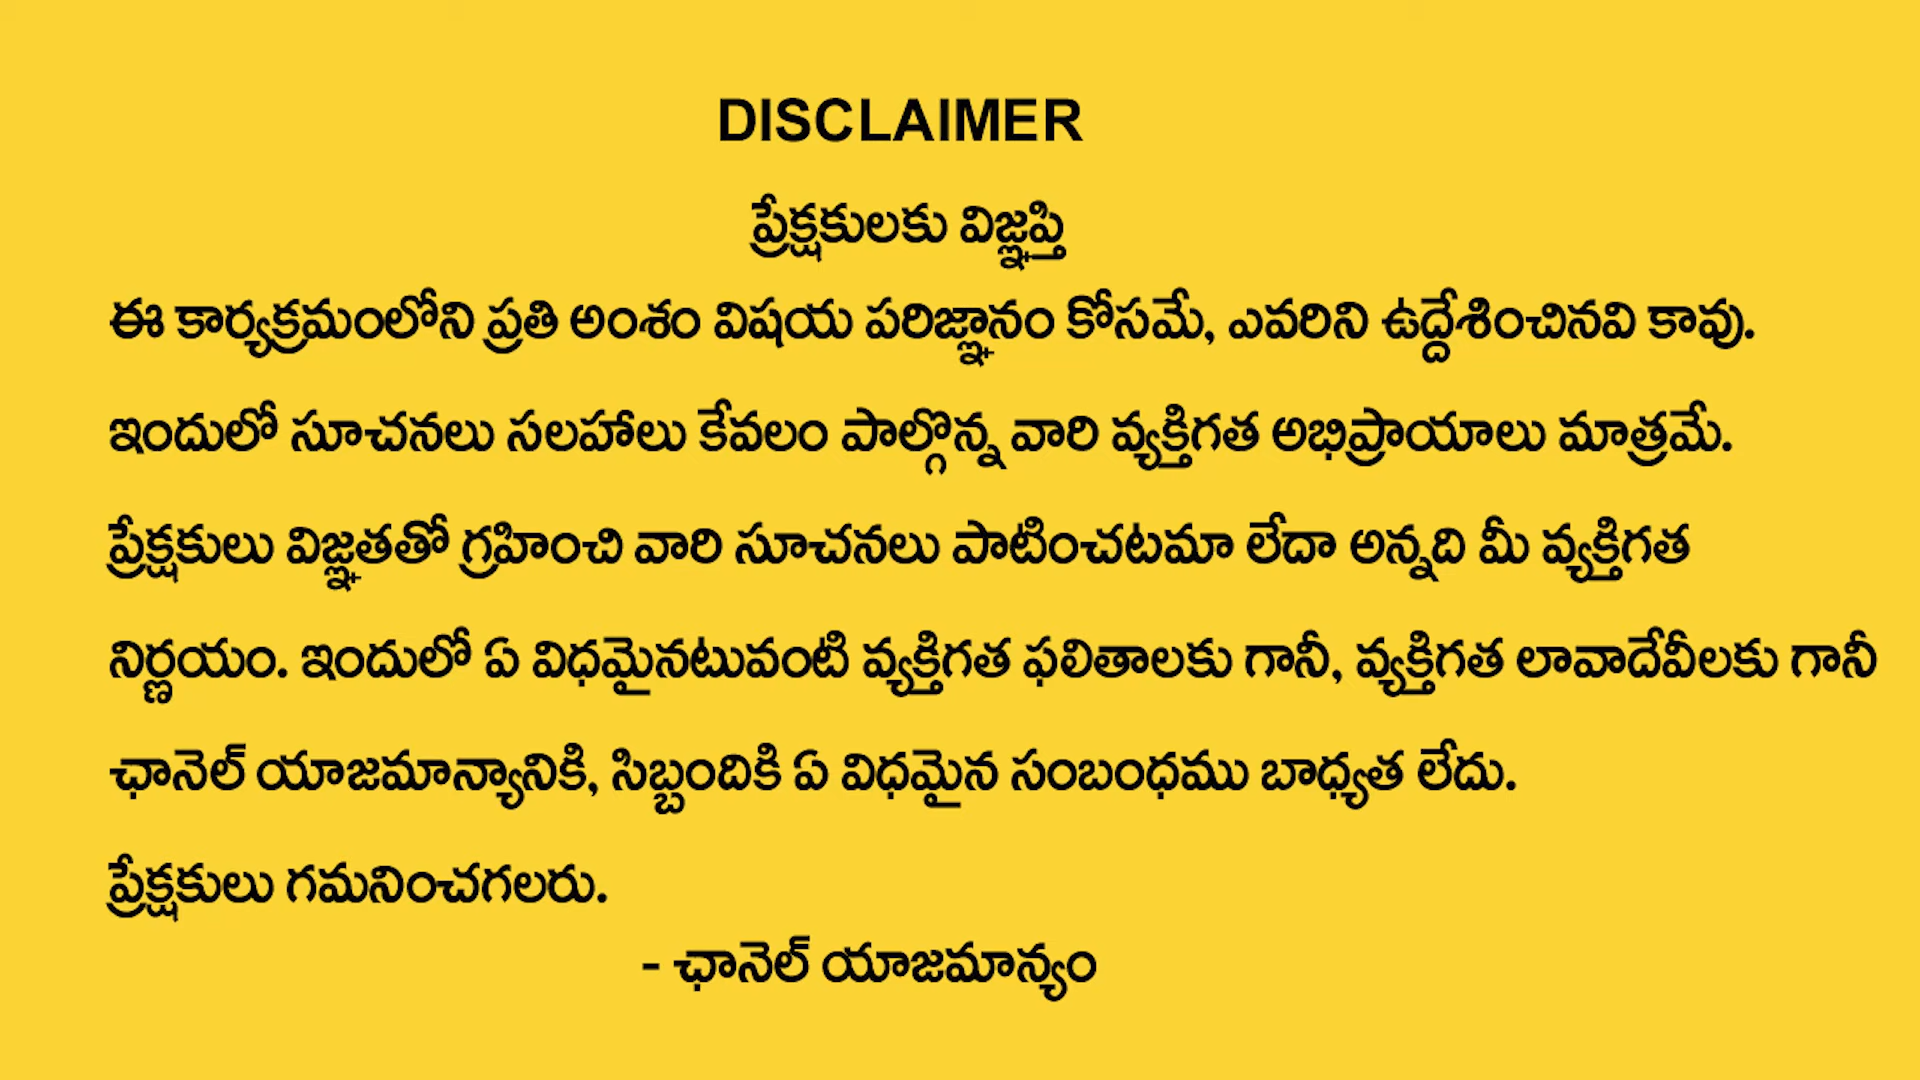 DISCLAIMER
ప్రేక్షకులకు విజ్ఞప్తి
ఈ కార్యక్రమంలోని ప్రతి అంశం విషయ పరిజ్ఞానం కోసమే, ఎవరిని ఉద్దేశించినవి కావు.
ఇందులో సూచనలు సలహాలు కేవలం పాల్గొన్న వారి వ్యక్తిగత అభిప్రాయాలు మాత్రమే.
ప్రేక్షకులు విజ్ఞతతో గ్రహించి వారి సూచనలు పాటించటమా లేదా అన్నది మీ వ్యక్తిగత
నిర్ణయం. ఇందులో ఏ విధమైనటువంటి వ్యక్తిగత ఫలితాలకు గానీ, వ్యక్తిగత లావాదేవీలకు గానీ
ఛానెల్ యాజమాన్యానికి, సిబ్బందికి ఏ విధమైన సంబంధము బాధ్యత లేదు.
ప్రేక్షకులు గమనించగలరు.
- ఛానెల్ యాజమాన్యం